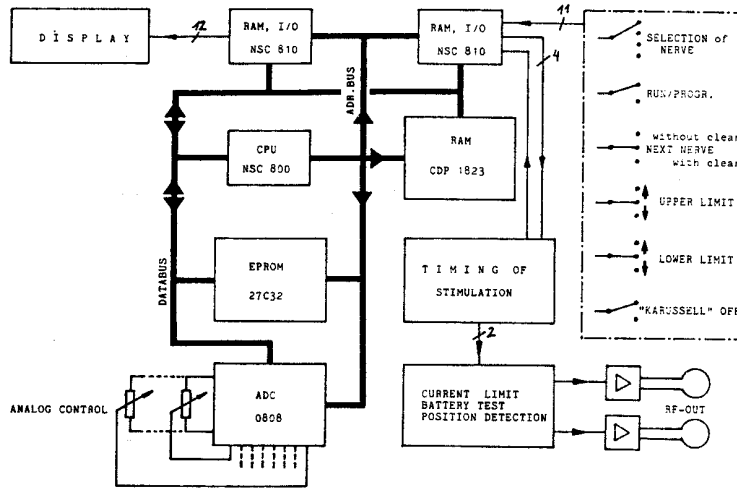 DISPLAY
12
RAM, I/O
NSC 810
RAM, I/O
NSC 810
11
4
SELECTION of
NERVE
RUN/PROGR.
without clear
NEXT NERVE
with clear
UPPER LIMIT
LOWER LIMIT
"KARUSSELL" OFF
ADR.BUS
CPU
NSC 800
RAM
CDP 1823
DATABUS
EPROM
27C32
TIMING OF
STIMULATION
2
ANALOG CONTROL
ADC
0808
CURRENT LIMIT
BATTERY TEST
POSITION DETECTION
RF-OUT